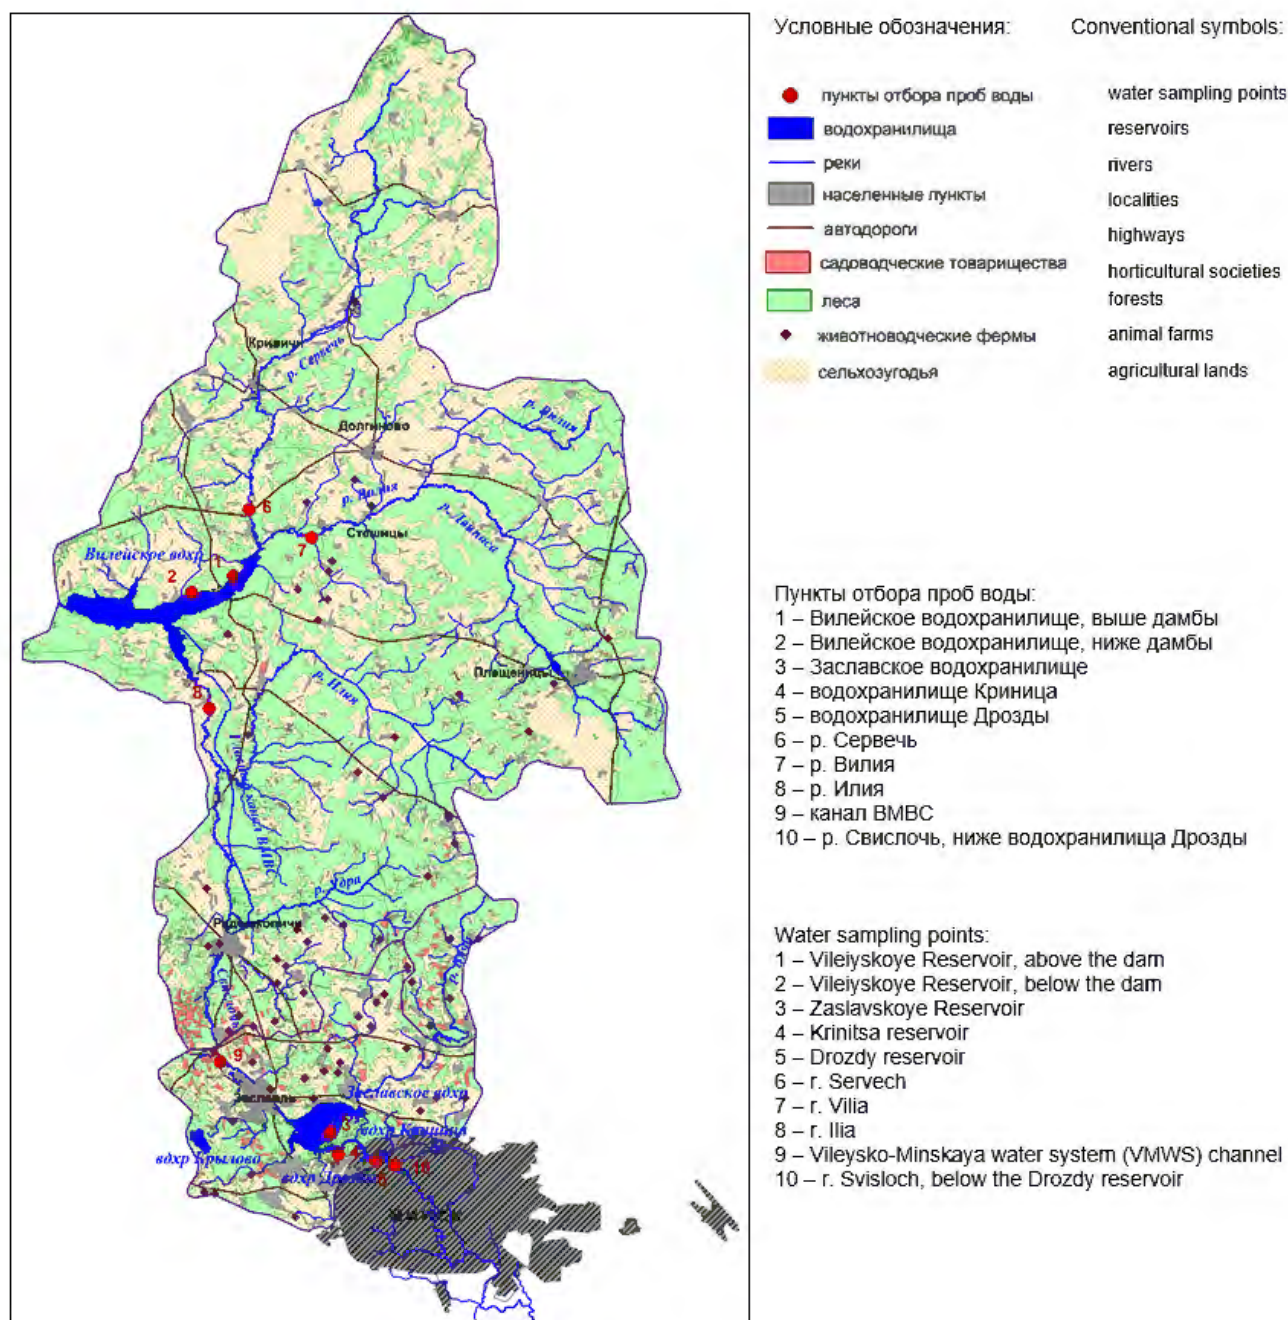 Условные обозначения: Conventional symbols:
пункты отбора проб воды water sampling points
водохранилища reservoirs
реки rivers
населенные пункты localities
автодороги highways
садоводческие товарищества horticultural societies
леса forests
животноводческие фермы animal farms
сельхозугодья agricultural lands
Кривичи
р. Сервечь
р. Вилия
Долгиново
р. Вилия
6
р. Двиноса
Стешицы
7
Вилейское вдхр
1
2
Плещеницы
р. Илия
8
Главный канал ВМВС
р. Удра
Радошковичи
9
Заславль
Заславское вдхр
3
вдхр Криница
4
вдхр Крылова
вдхр Дрозды
5
10
Пункты отбора проб воды:
1 – Вилейское водохранилище, выше дамбы
2 – Вилейское водохранилище, ниже дамбы
3 – Заславское водохранилище
4 – водохранилище Криница
5 – водохранилище Дрозды
6 – р. Сервечь
7 – р. Вилия
8 – р. Илия
9 – канал ВМВС
10 – р. Свислочь, ниже водохранилища Дрозды
Water sampling points:
1 – Vileiyskoye Reservoir, above the dam
2 – Vileiyskoye Reservoir, below the dam
3 – Zaslavskoye Reservoir
4 – Krinitsa reservoir
5 – Drozdy reservoir
6 – r. Servech
7 – r. Vilia
8 – r. Ilia
9 – Vileysko-Minskaya water system (VMWS) channel
10 – r. Svisloch, below the Drozdy reservoir